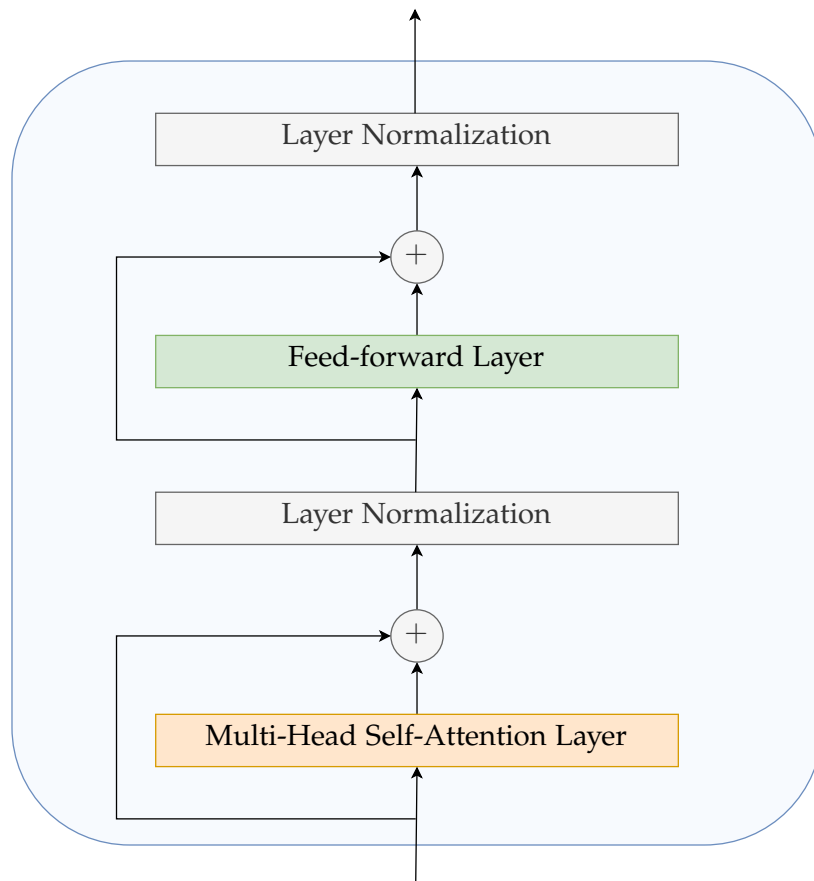 Layer Normalization
+
Feed-forward Layer
Layer Normalization
+
Multi-Head Self-Attention Layer